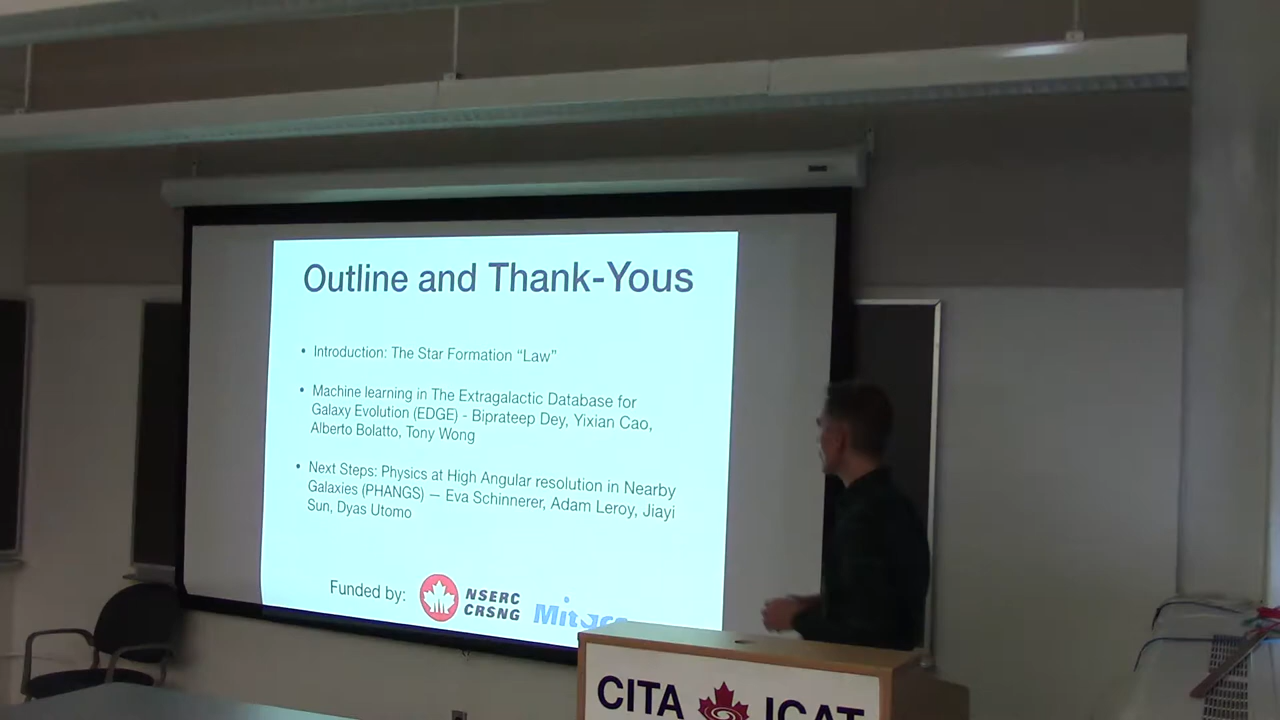 Outline and Thank-Yous
• Introduction: The Star Formation “Law”
• Machine learning in The Extragalactic Database for
Galaxy Evolution (EDGE) - Biprateep Dey, Yixian Cao,
Alberto Bolatto, Tony Wong
• Next Steps: Physics at High Angular resolution in Nearby
Galaxies (PHANGS) — Eva Schinnerer, Adam Leroy, Jiayi
Sun, Dyas Utomo
Funded by:
NSERC
CRSNG
Mitacs
CITA ICAT